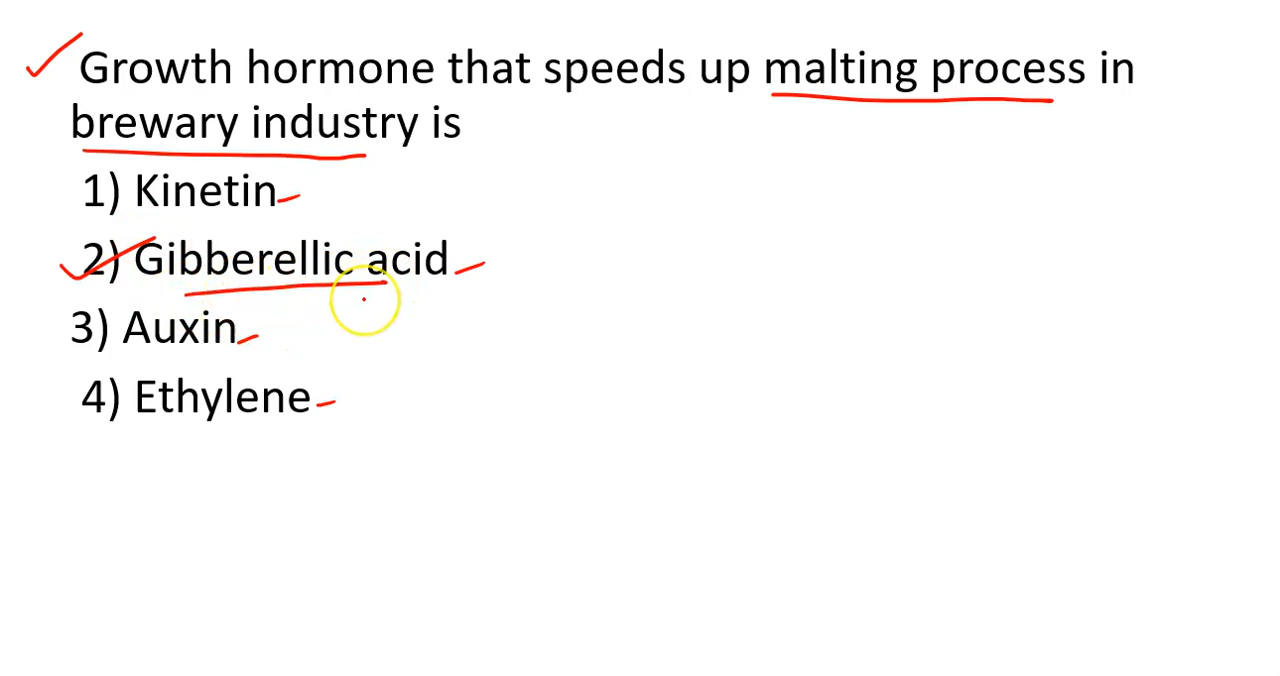 Growth hormone that speeds up malting process in
brewary industry is
1) Kinetin
2) Gibberellic acid
3) Auxin
4) Ethylene